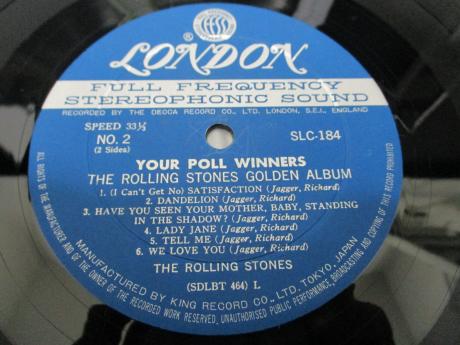 ® LONDON
FULL FREQUENCY
STEREOPHONIC SOUND
RECORDED BY THE DECCA RECORD CO., LTD. LONDON, S.E.I., ENGLAND
SPEED 33⅓
NO. 2
(2 Sides)
SLC-184
YOUR POLL WINNERS
THE ROLLING STONES GOLDEN ALBUM
1. (I Can't Get No) SATISFACTION (Jagger, Richard)
2. DANDELION (Jagger, Richard)
3. HAVE YOU SEEN YOUR MOTHER, BABY, STANDING
IN THE SHADOW? (Jagger, Richard)
4. LADY JANE (Jagger, Richard)
5. TELL ME (Jagger, Richard)
6. WE LOVE YOU (Jagger, Richard)
THE ROLLING STONES
(SDLBT 464) L
MANUFACTURED BY KING RECORD CO., LTD. TOKYO, JAPAN
ALL RIGHTS OF THE MANUFACTURER AND OF THE OWNER OF THE RECORDED WORK RESERVED, UNAUTHORISED PUBLIC PERFORMANCE, BROADCASTING AND COPYING OF THIS RECORD PROHIBITED